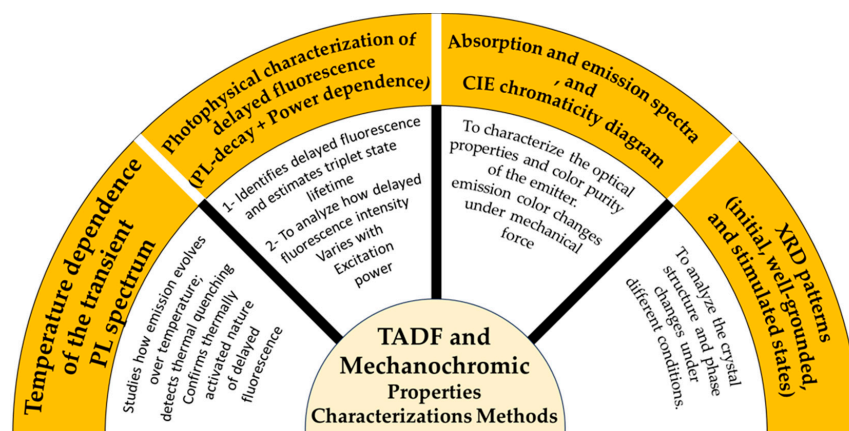 Temperature dependence
of the transient
PL spectrum
Studies how emission evolves
over temperature;
detects thermal quenching
Confirms thermally
activated nature
of delayed
fluorescence
Photophysical characterization of
delayed fluorescence
(PL-decay + Power dependence)
1- Identifies delayed fluorescence
and estimates triplet state
lifetime
2- To analyze how delayed
fluorescence intensity
Varies with
Excitation
power
Absorption and emission spectra
, and
CIE chromaticity diagram
To characterize the optical
properties and color purity
of the emitter.
emission color changes
under mechanical
force
XRD patterns
(initial, well-grounded,
and stimulated states)
To analyze the crystal
structure and phase
changes under
different conditions.
TADF and
Mechanochromic
Properties
Characterizations Methods